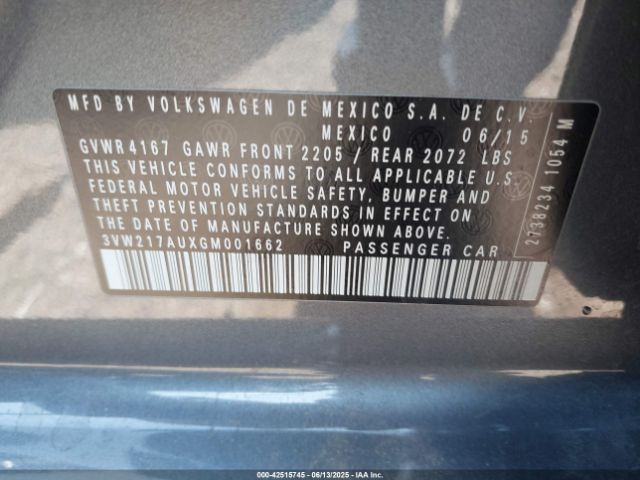 MFD BY VOLKSWAGEN DE MEXICO S.A. DE C.V.
MEXICO 06/15
GVWR 4167 GAWR FRONT 2205 / REAR 2072 LBS
THIS VEHICLE CONFORMS TO ALL APPLICABLE U.S.
FEDERAL MOTOR VEHICLE SAFETY, BUMPER AND
THEFT PREVENTION STANDARDS IN EFFECT ON
THE DATE OF MANUFACTURE SHOWN ABOVE.
3VW217AUXGM001662 PASSENGER CAR
2738234 1054 M
000-42515745 - 06/13/2025 - IAA Inc.